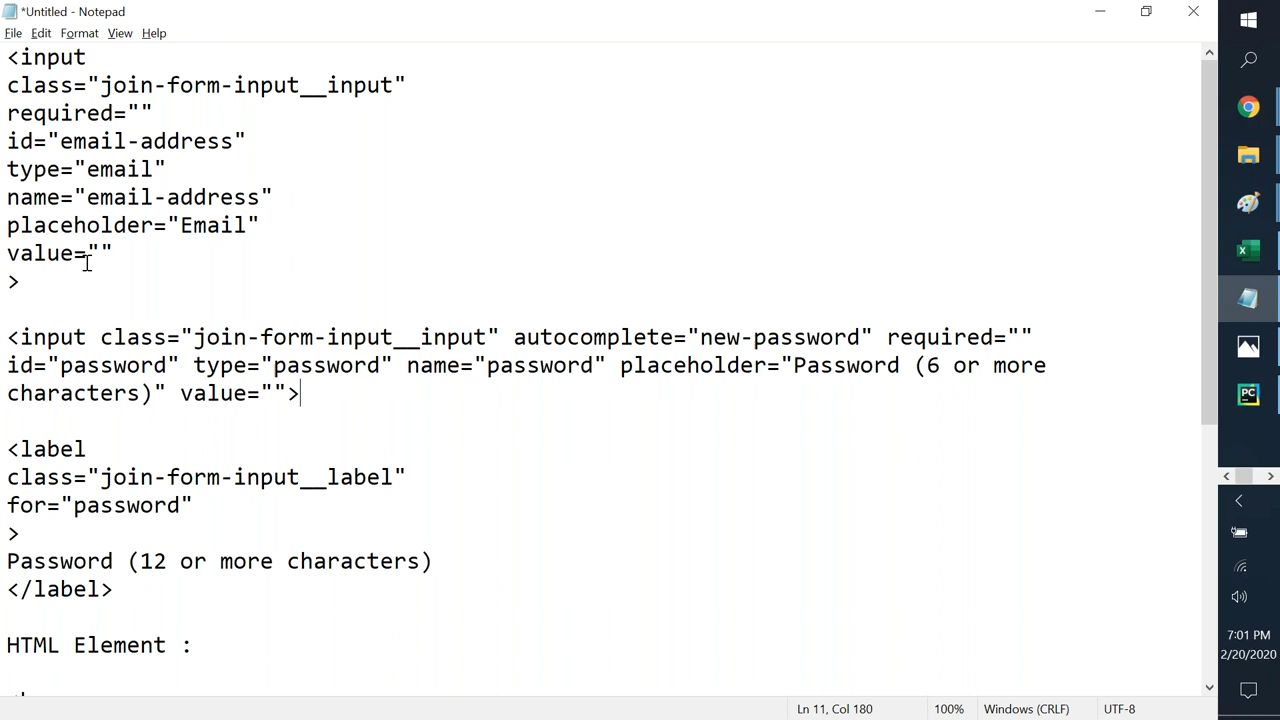 *Untitled - Notepad
File Edit Format View Help
<input
class="join-form-input__input"
required=""
id="email-address"
type="email"
name="email-address"
placeholder="Email"
value=""
>
<input class="join-form-input__input" autocomplete="new-password" required=""
id="password" type="password" name="password" placeholder="Password (6 or more
characters)" value="">
<label
class="join-form-input__label"
for="password"
>
Password (12 or more characters)
</label>
HTML Element :
Ln 11, Col 180 100% Windows (CRLF) UTF-8
PC
7:01 PM
2/20/2020